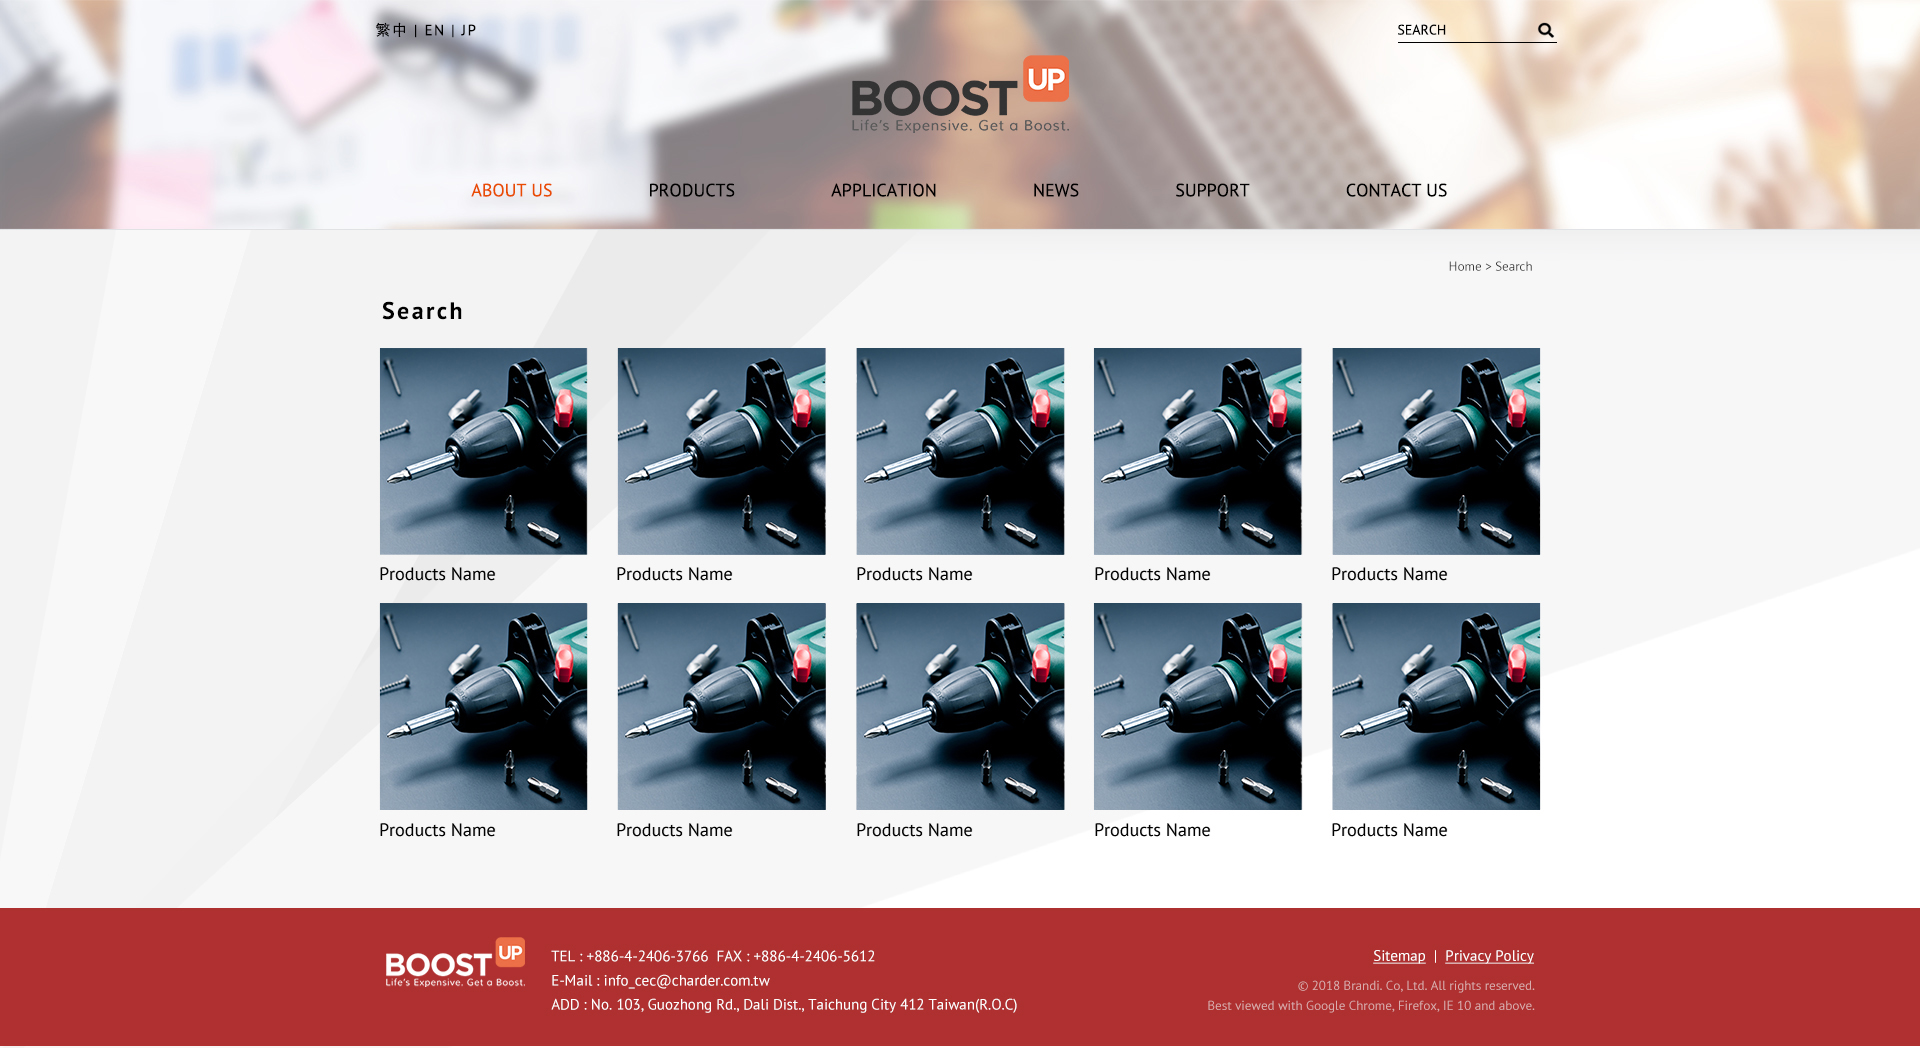 繁中 | EN | JP
SEARCH
BOOST UP
Life's Expensive. Get a Boost.
ABOUT US PRODUCTS APPLICATION NEWS SUPPORT CONTACT US
Home > Search
Search
Products Name Products Name Products Name Products Name Products Name
Products Name Products Name Products Name Products Name Products Name
BOOST UP
Life's Expensive. Get a Boost.
TEL : +886-4-2406-3766 FAX : +886-4-2406-5612
E-Mail : info_cec@charder.com.tw
ADD : No. 103, Guozhong Rd., Dali Dist., Taichung City 412 Taiwan(R.O.C)
Sitemap | Privacy Policy
© 2018 Brandi. Co, Ltd. All rights reserved.
Best viewed with Google Chrome, Firefox, IE 10 and above.